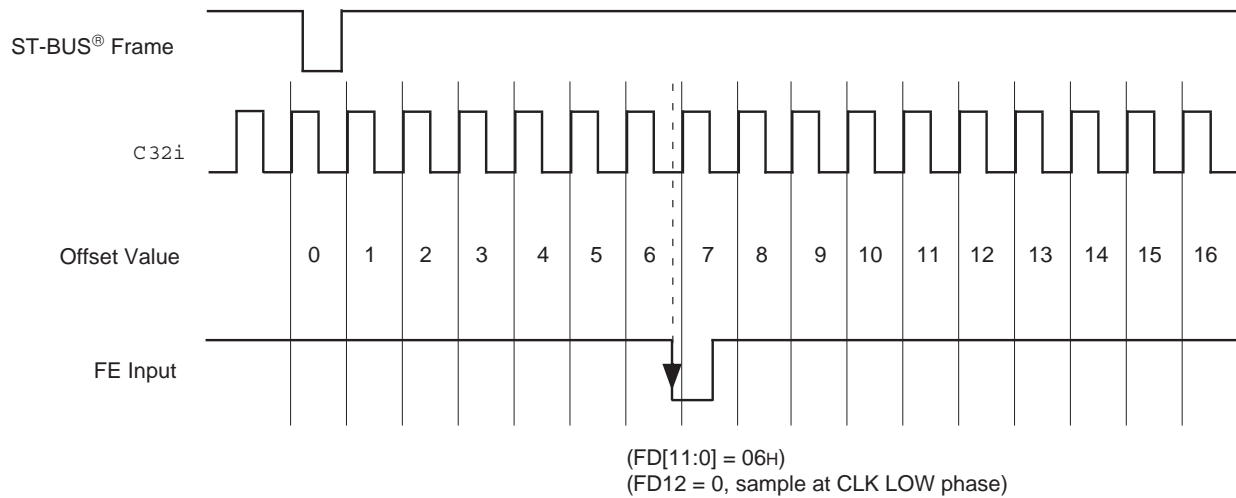 ST-BUS® Frame
C32i
Offset Value 0 1 2 3 4 5 6 7 8 9 10 11 12 13 14 15 16
FE Input
(FD[11:0] = 06H)
(FD12 = 0, sample at CLK LOW phase)